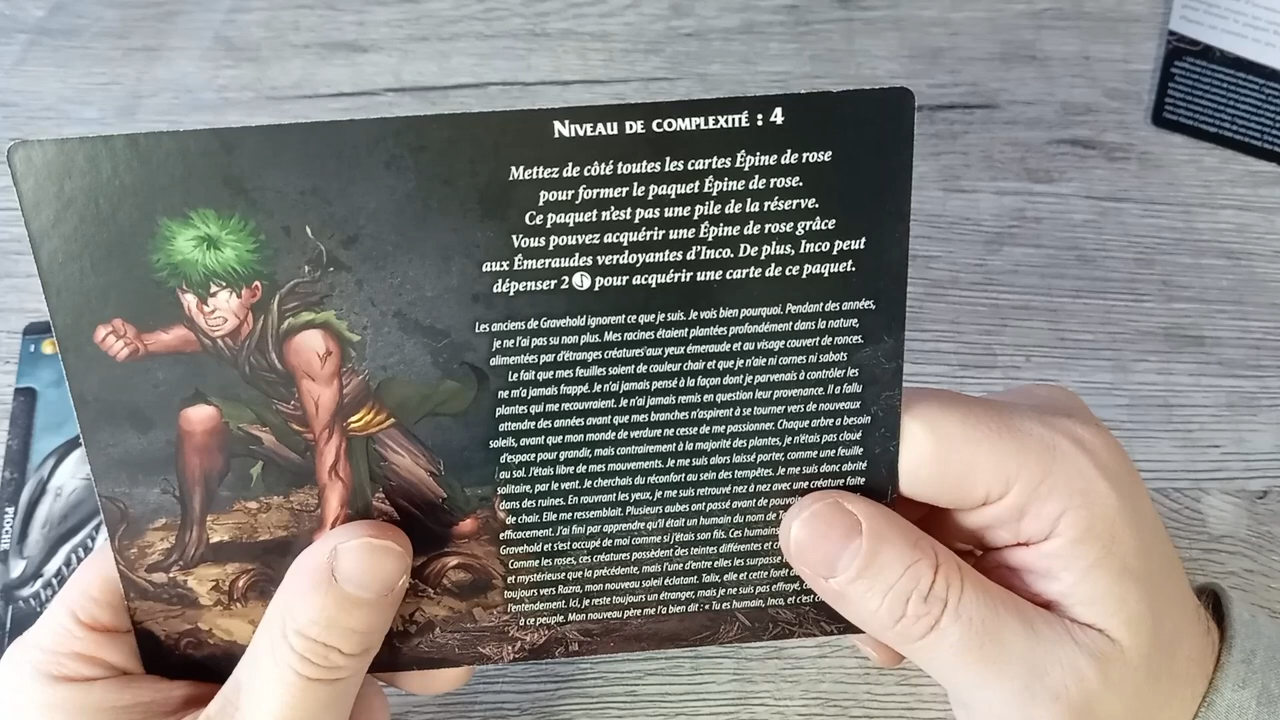 NIVEAU DE COMPLEXITÉ : 4
Mettez de côté toutes les cartes Épine de rose
pour former le paquet Épine de rose.
Ce paquet n'est pas une pile de la réserve.
Vous pouvez acquérir une Épine de rose grâce
aux Émeraudes verdoyantes d'Inco. De plus, Inco peut
dépenser 2 pour acquérir une carte de ce paquet.
Les anciens de Gravehold ignorent ce que je suis. Je vois bien pourquoi. Pendant des années,
je ne l'ai pas su non plus. Mes racines étaient plantées profondément dans la nature,
alimentées par d'étranges créatures aux yeux émeraude et au visage couvert de ronces.
Le fait que mes feuilles soient de couleur chair et que je n'aie ni cornes ni sabots
ne m'a jamais frappé. Je n'ai jamais pensé à la façon dont je parvenais à contrôler les
plantes qui me recouvraient. Je n'ai jamais remis en question leur provenance. Il a fallu
attendre des années avant que mes branches n'aspirent à se tourner vers de nouveaux
soleils, avant que mon monde de verdure ne cesse de me passionner. Chaque arbre a besoin
d'espace pour grandir, mais contrairement à la majorité des plantes, je n'étais pas cloué
au sol. J'étais libre de mes mouvements. Je me suis alors laissé porter, comme une feuille
solitaire, par le vent. Je cherchais du réconfort au sein des tempêtes. Je me suis donc abrité
dans des ruines. En rouvrant les yeux, je me suis retrouvé nez à nez avec une créature faite
de chair. Elle me ressemblait. Plusieurs aubes ont passé avant de
efficacement. J'ai fini par apprendre qu'il était un humain du nom de
Gravehold et s'est occupé de moi comme si j'étais son fils. Ces humains
Comme les roses, ces créatures possèdent des teintes différentes et
et mystérieuse que la précédente, mais l'une d'entre elles les surpasse
toujours vers Razra, mon nouveau soleil éclatant. Talix, elle et cette forêt
l'entendement. Ici, je reste toujours un étranger, mais je ne suis pas effrayé,
à ce peuple. Mon nouveau père me l'a bien dit : « Tu es humain, Inco, et c'est
PIOCHE